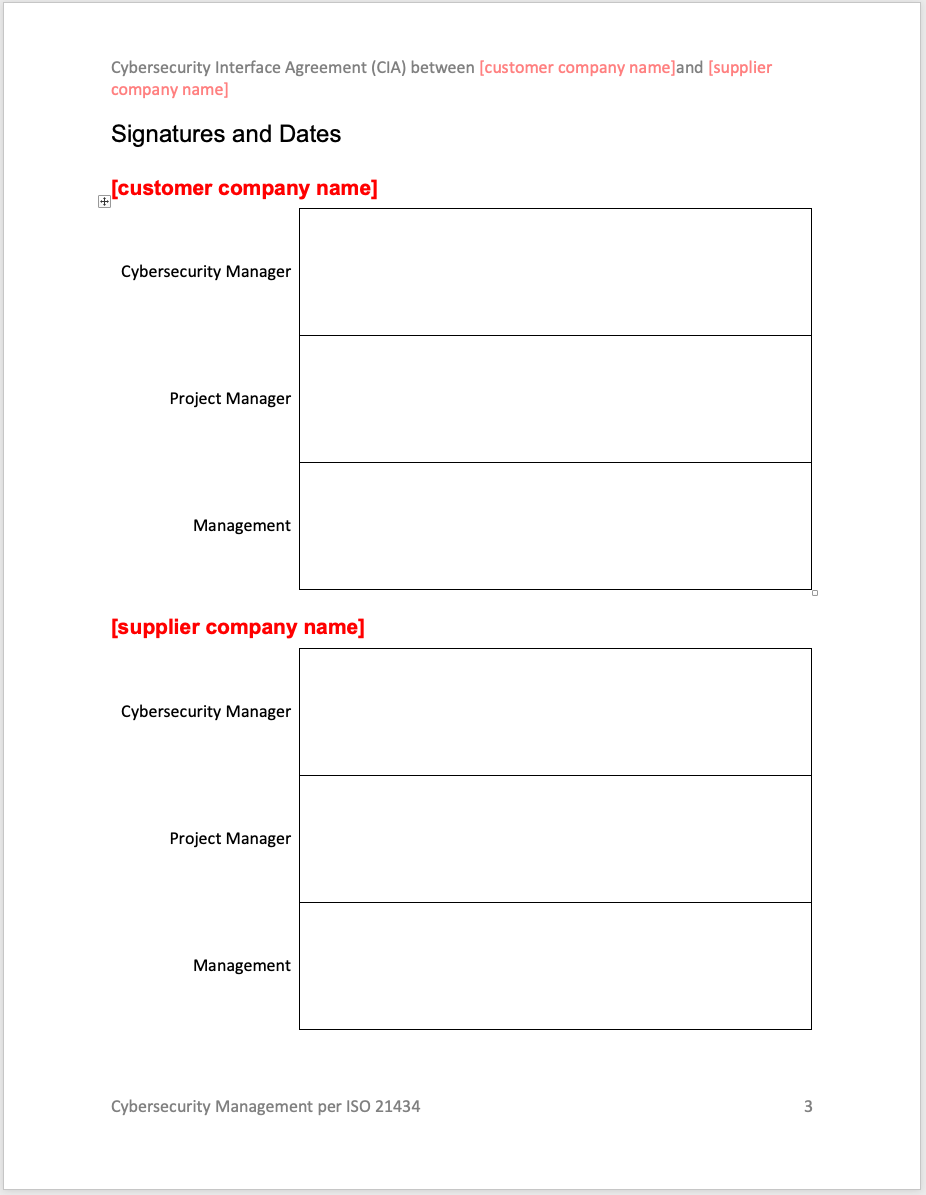 Cybersecurity Interface Agreement (CIA) between [customer company name]and [supplier
company name]
Signatures and Dates
[customer company name]
Cybersecurity Manager
Project Manager
Management
[supplier company name]
Cybersecurity Manager
Project Manager
Management
Cybersecurity Management per ISO 21434 3